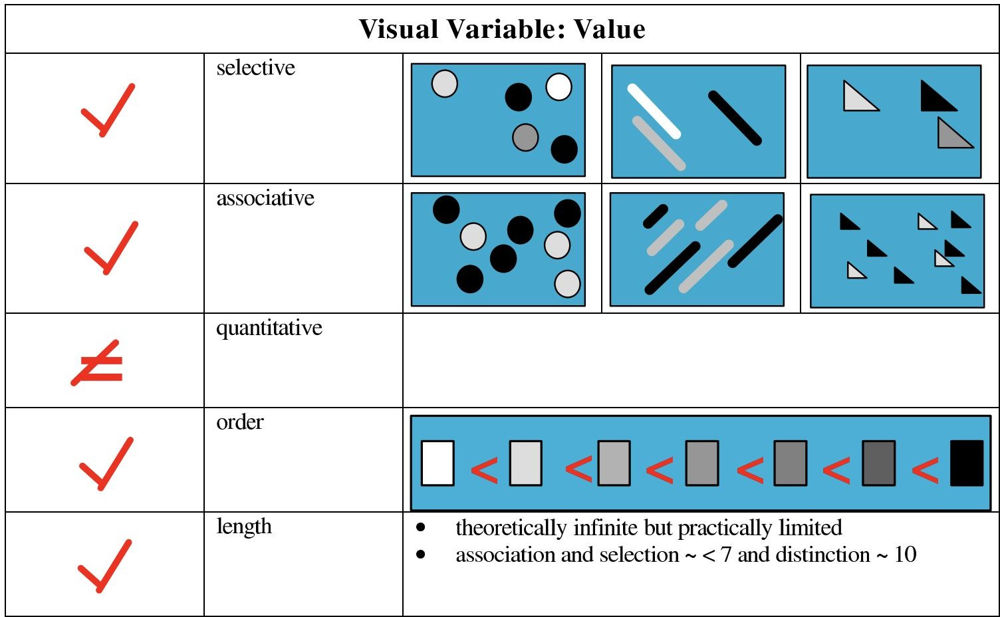 Visual Variable: Value
selective
associative
≠ quantitative
order
< < < < < <
length
• theoretically infinite but practically limited
• association and selection ~ < 7 and distinction ~ 10